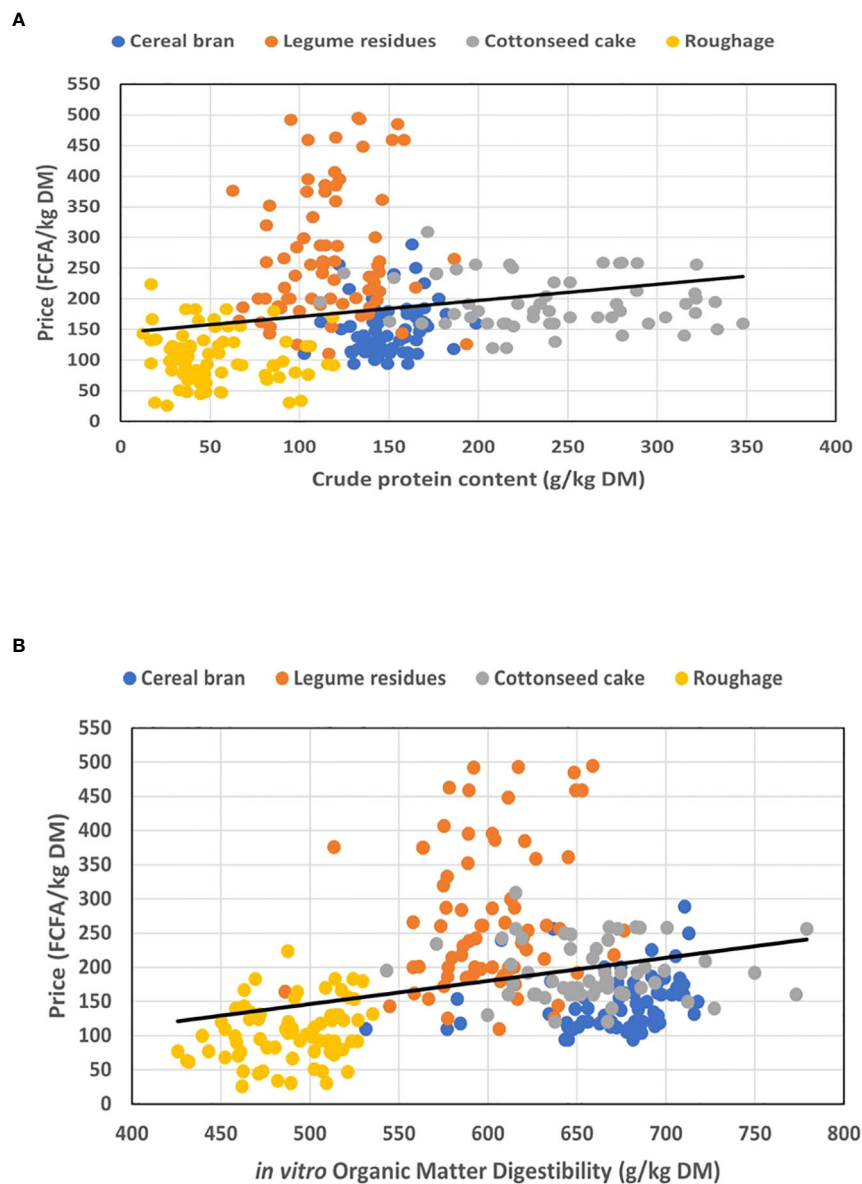 A
Cereal bran Legume residues Cottonseed cake Roughage
550
500
450
400
350
300
250
200
150
100
50
0
Price (FCFA/kg DM)
0 50 100 150 200 250 300 350 400
Crude protein content (g/kg DM)
B
Cereal bran Legume residues Cottonseed cake Roughage
550
500
450
400
350
300
250
200
150
100
50
0
Price (FCFA/kg DM)
400 450 500 550 600 650 700 750 800
in vitro Organic Matter Digestibility (g/kg DM)